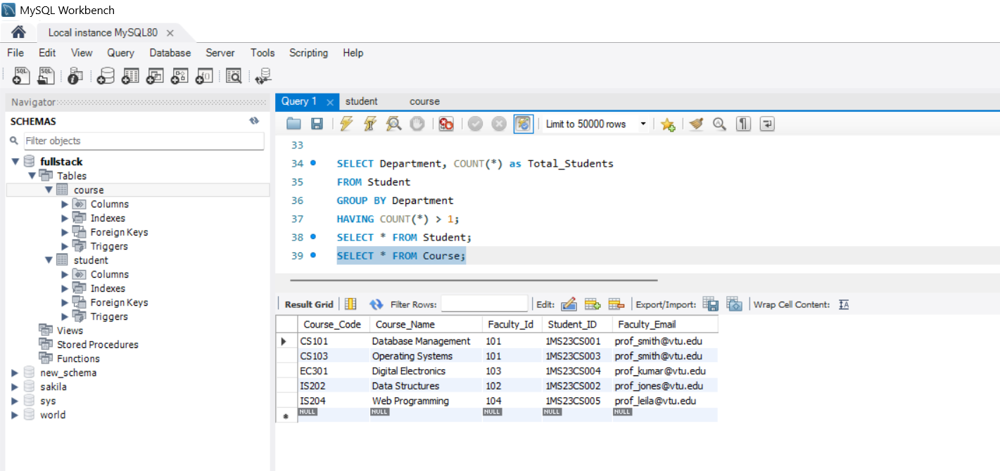 MySQL Workbench
Local instance MySQL80
File Edit View Query Database Server Tools Scripting Help
SQL SQL
Navigator
SCHEMAS
Filter objects
fullstack
Tables
course
Columns
Indexes
Foreign Keys
Triggers
student
Columns
Indexes
Foreign Keys
Triggers
Views
Stored Procedures
Functions
new_schema
sakila
sys
world
Query 1 student course
Limit to 50000 rows
33
34 SELECT Department, COUNT(*) as Total_Students
35 FROM Student
36 GROUP BY Department
37 HAVING COUNT(*) > 1;
38 SELECT * FROM Student;
39 SELECT * FROM Course;
Result Grid Filter Rows: Edit: Export/Import: Wrap Cell Content: IA
Course_Code Course_Name Faculty_Id Student_ID Faculty_Email
CS101 Database Management 101 1MS23CS001 prof_smith@vtu.edu
CS103 Operating Systems 101 1MS23CS003 prof_smith@vtu.edu
EC301 Digital Electronics 103 1MS23CS004 prof_kumar@vtu.edu
IS202 Data Structures 102 1MS23CS002 prof_jones@vtu.edu
IS204 Web Programming 104 1MS23CS005 prof_leila@vtu.edu
NULL NULL NULL NULL NULL